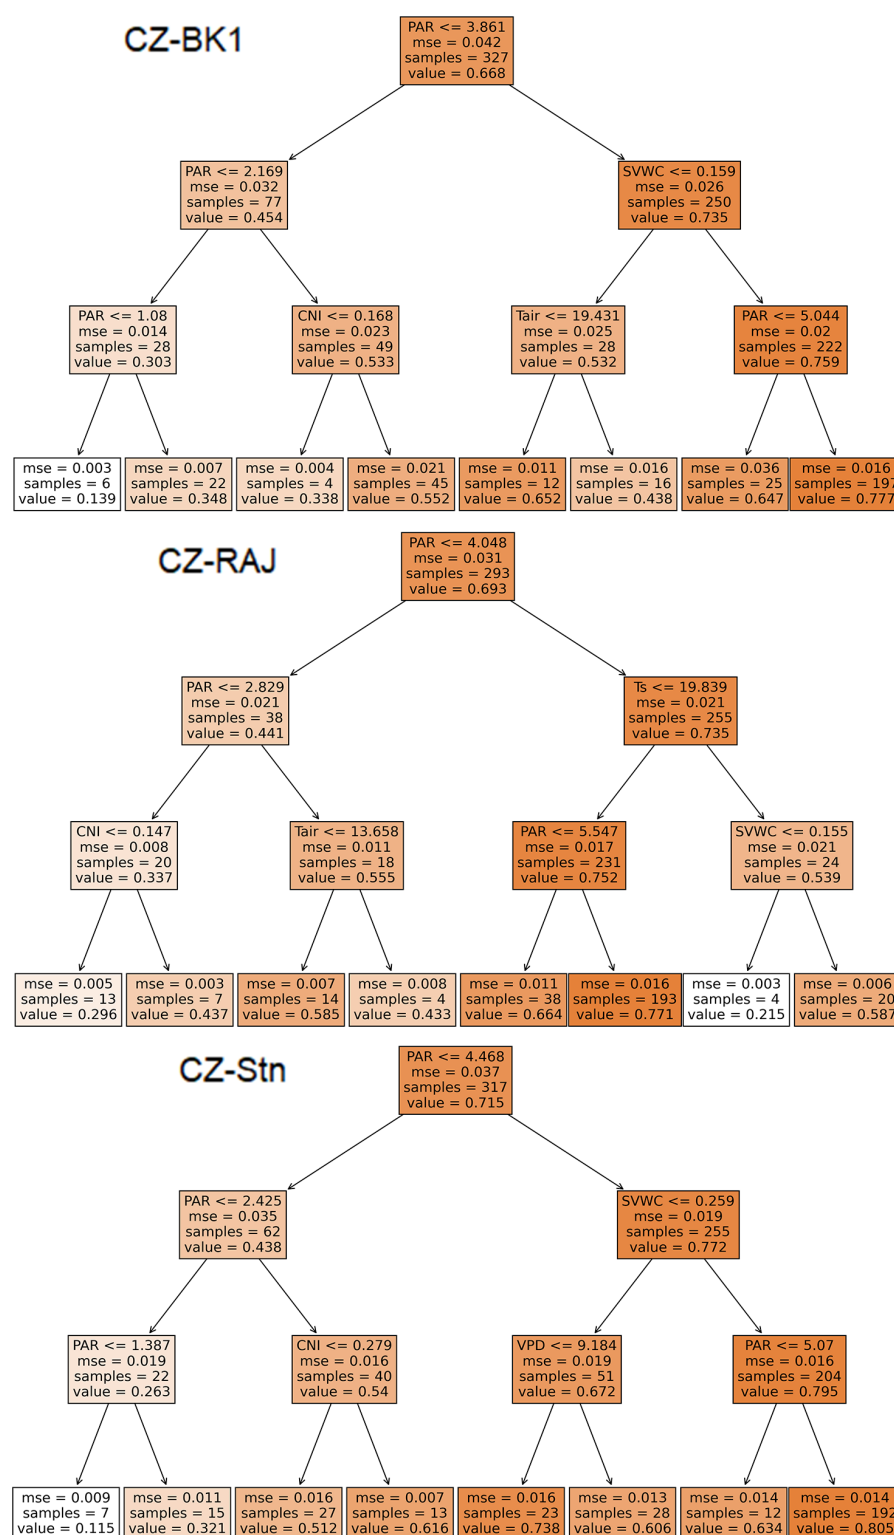 CZ-BK1
PAR <= 3.861
mse = 0.042
samples = 327
value = 0.668
PAR <= 2.169
mse = 0.032
samples = 77
value = 0.454
SVWC <= 0.159
mse = 0.026
samples = 250
value = 0.735
PAR <= 1.08
mse = 0.014
samples = 28
value = 0.303
CNI <= 0.168
mse = 0.023
samples = 49
value = 0.533
Tair <= 19.431
mse = 0.025
samples = 28
value = 0.532
PAR <= 5.044
mse = 0.02
samples = 222
value = 0.759
mse = 0.003
samples = 6
value = 0.139
mse = 0.007
samples = 22
value = 0.348
mse = 0.004
samples = 4
value = 0.338
mse = 0.021
samples = 45
value = 0.552
mse = 0.011
samples = 12
value = 0.652
mse = 0.016
samples = 16
value = 0.438
mse = 0.036
samples = 25
value = 0.647
mse = 0.016
samples = 197
value = 0.777
CZ-RAJ
PAR <= 4.048
mse = 0.031
samples = 293
value = 0.693
PAR <= 2.829
mse = 0.021
samples = 38
value = 0.441
Ts <= 19.839
mse = 0.021
samples = 255
value = 0.735
CNI <= 0.147
mse = 0.008
samples = 20
value = 0.337
Tair <= 13.658
mse = 0.011
samples = 18
value = 0.555
PAR <= 5.547
mse = 0.017
samples = 231
value = 0.752
SVWC <= 0.155
mse = 0.021
samples = 24
value = 0.539
mse = 0.005
samples = 13
value = 0.296
mse = 0.003
samples = 7
value = 0.437
mse = 0.007
samples = 14
value = 0.585
mse = 0.008
samples = 4
value = 0.433
mse = 0.011
samples = 38
value = 0.664
mse = 0.016
samples = 193
value = 0.771
mse = 0.003
samples = 4
value = 0.215
mse = 0.006
samples = 20
value = 0.587
CZ-Stn
PAR <= 4.468
mse = 0.037
samples = 317
value = 0.715
PAR <= 2.425
mse = 0.035
samples = 62
value = 0.438
SVWC <= 0.259
mse = 0.019
samples = 255
value = 0.772
PAR <= 1.387
mse = 0.019
samples = 22
value = 0.263
CNI <= 0.279
mse = 0.016
samples = 40
value = 0.54
VPD <= 9.184
mse = 0.019
samples = 51
value = 0.672
PAR <= 5.07
mse = 0.016
samples = 204
value = 0.795
mse = 0.009
samples = 7
value = 0.115
mse = 0.011
samples = 15
value = 0.321
mse = 0.016
samples = 27
value = 0.512
mse = 0.007
samples = 13
value = 0.616
mse = 0.016
samples = 23
value = 0.738
mse = 0.013
samples = 28
value = 0.606
mse = 0.014
samples = 12
value = 0.634
mse = 0.014
samples = 192
value =